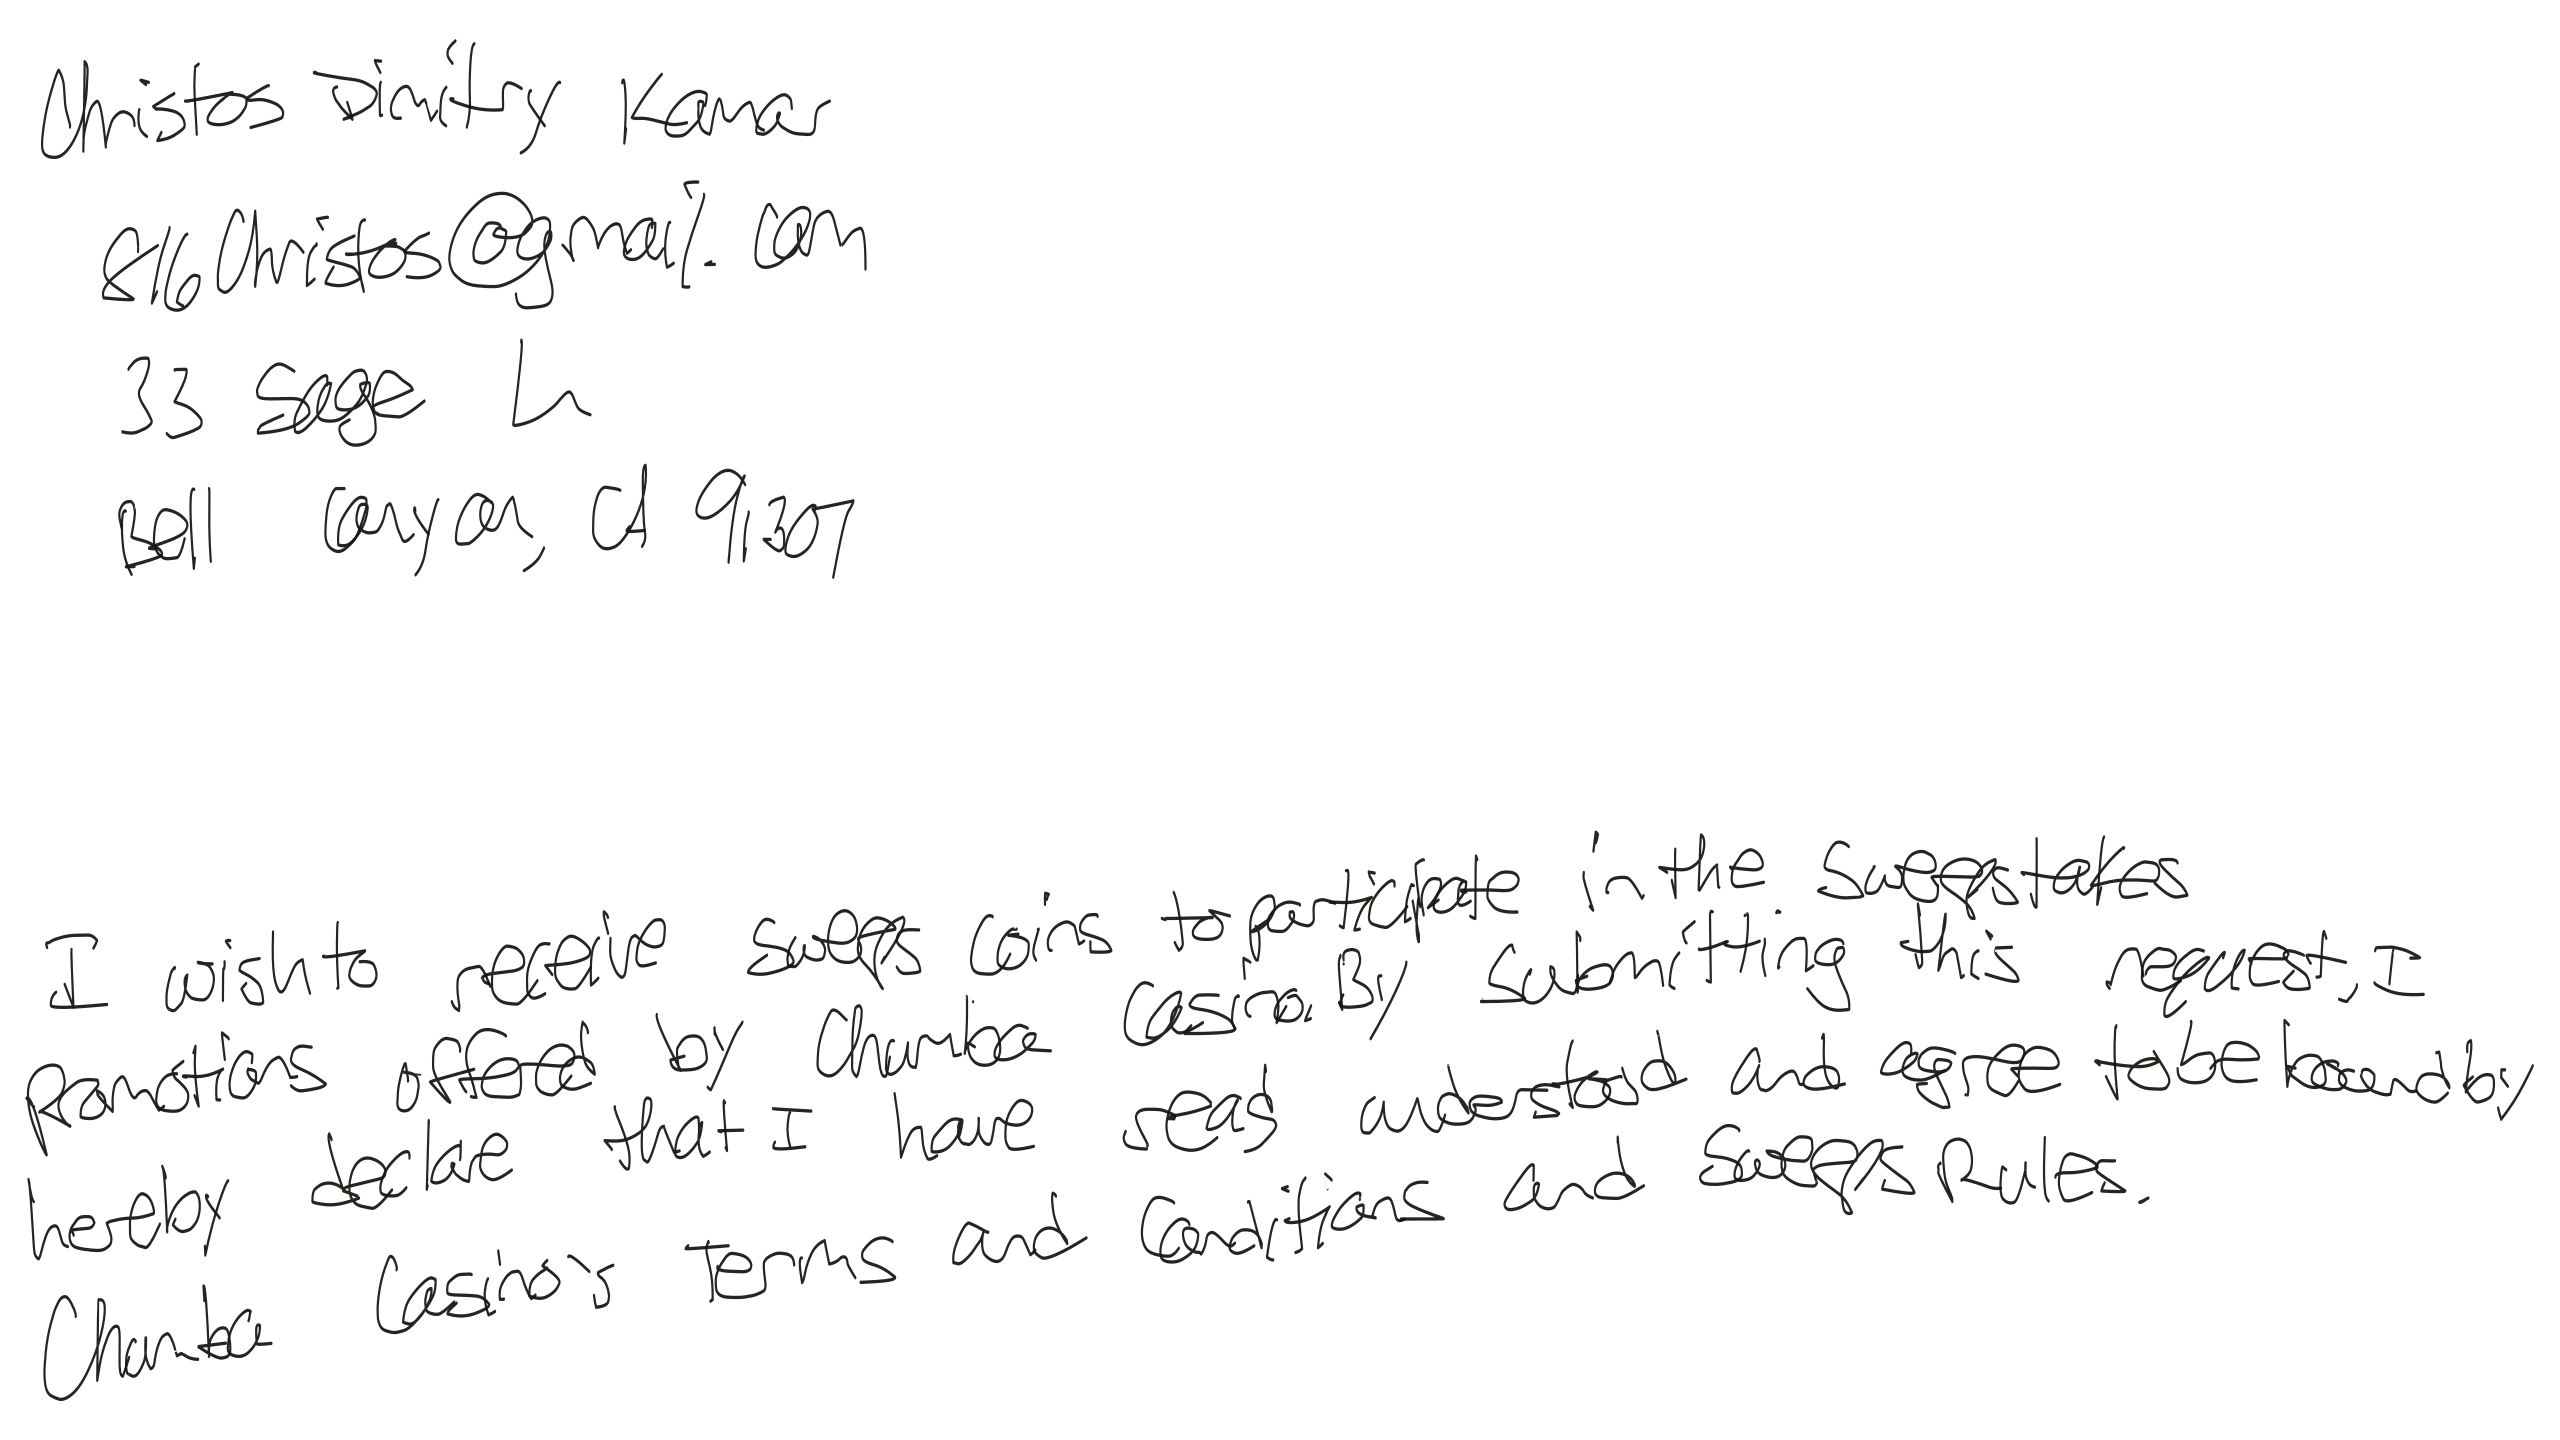 Christos Dimitry Kamar
816Christos@gmail.com
33 Sage Ln
Bell Canyon, CA 91307
I wish to receive sweeps coins to participate in the sweepstakes
promotions offered by Chumba Casino. By submitting this request, I
hereby declare that I have read understood and agree to be bound by
Chumba Casino's Terms and Conditions and Sweeps Rules.